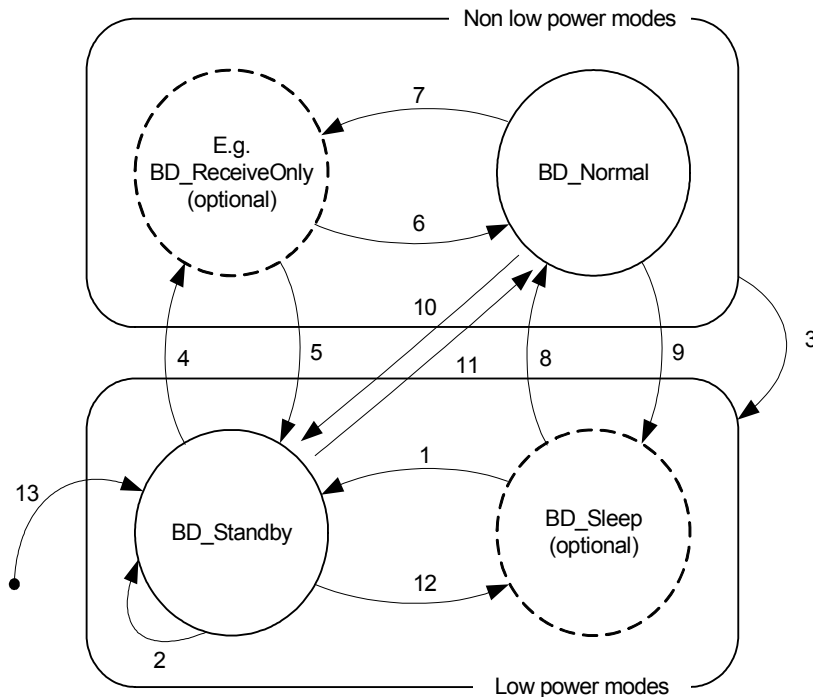 Non low power modes
7
E.g.
BD_ReceiveOnly
(optional)
BD_Normal
6
10
3
4
5
11
8
9
1
13
BD_Standby
BD_Sleep
(optional)
12
2
Low power modes